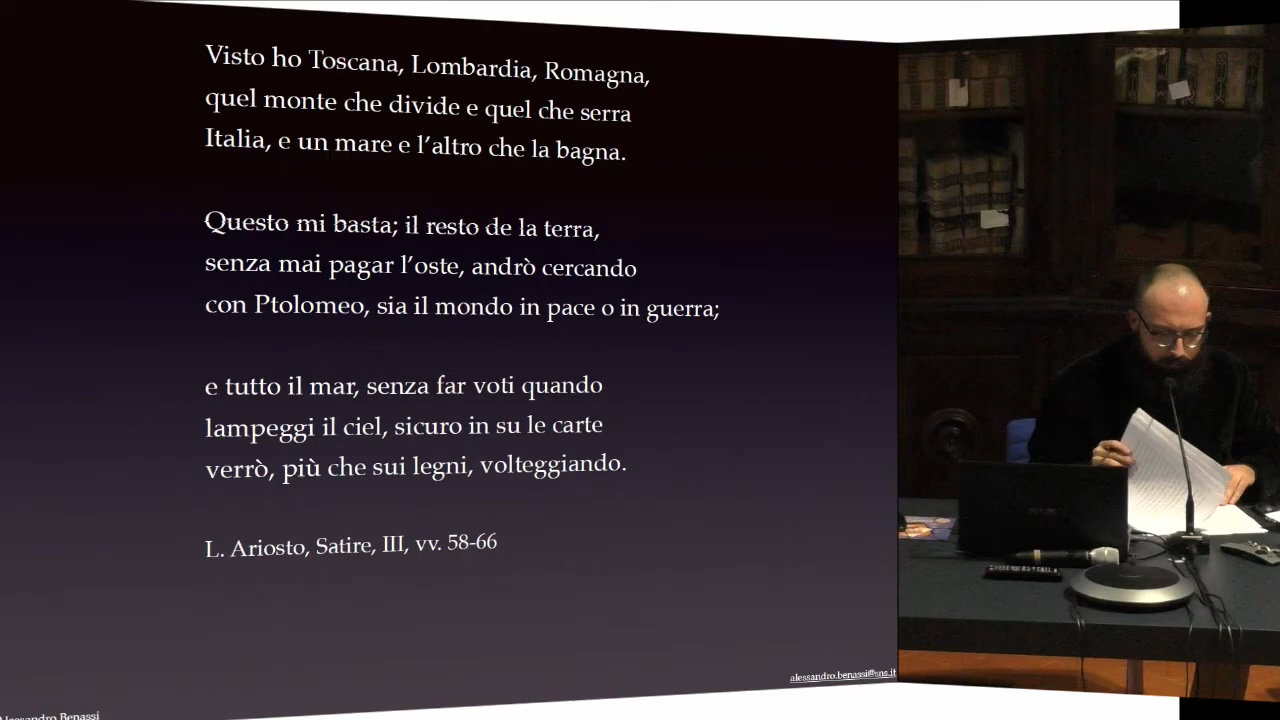 Visto ho Toscana, Lombardia, Romagna,
quel monte che divide e quel che serra
Italia, e un mare e l'altro che la bagna.
Questo mi basta; il resto de la terra,
senza mai pagar l'oste, andrò cercando
con Ptolomeo, sia il mondo in pace o in guerra;
e tutto il mar, senza far voti quando
lampeggi il ciel, sicuro in su le carte
verrò, più che sui legni, volteggiando.
L. Ariosto, Satire, III, vv. 58-66
alessandro.benassi@sns.it
Alessandro Benassi